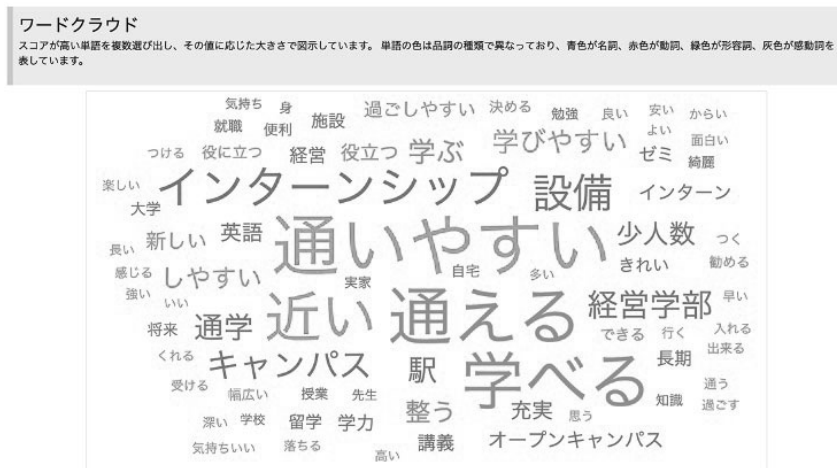 ワードクラウド
スコアが高い単語を複数選び出し、その値に応じた大きさで図示しています。 単語の色は品詞の種類で異なっており、青色が名詞、赤色が動詞、緑色が形容詞、灰色が感動詞を
表しています。
気持ち 身 過ごしやすい 決める 勉強 良い 安い からい
就職 便利 施設 学びやすい よい 面白い
つける 役に立つ 経営 役立つ 学ぶ ゼミ 綺麗
楽しい インターンシップ 設備 インターン
大学
長い 新しい 英語 通いやすい 少人数 つく
感じる しやすい 実家 自宅 多い きれい 勧める
強い いい 近い 通える 経営学部 早い
将来 通学 できる 行く 入れる
くれる キャンパス 駅 学べる 長期 出来る
受ける 幅広い 授業 先生 通う
深い 学校 留学 学力 整う 充実 思う 知識 過ごす
気持ちいい 落ちる 高い 講義 オープンキャンパス